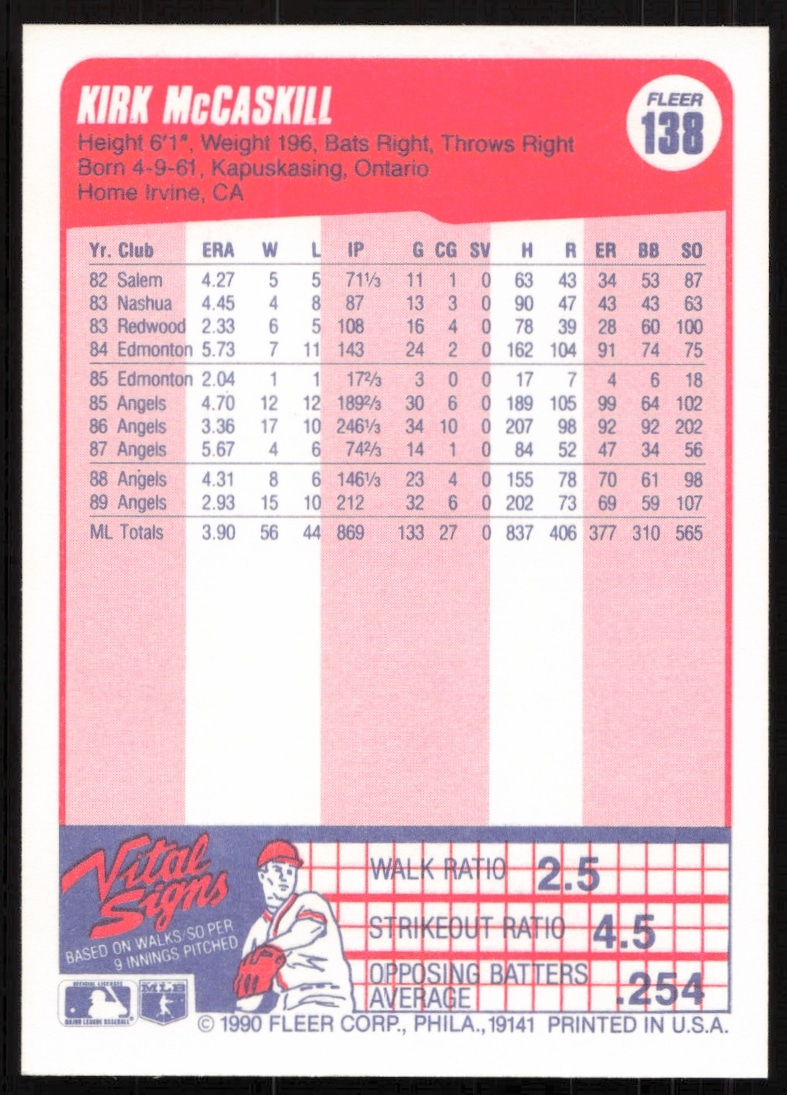 KIRK McCASKILL
FLEER
138
Height 6'1", Weight 196, Bats Right, Throws Right
Born 4-9-61, Kapuskasing, Ontario
Home Irvine, CA
Yr. Club ERA W L IP G CG SV H R ER BB SO
82 Salem 4.27 5 5 71⅓ 11 1 0 63 43 34 53 87
83 Nashua 4.45 4 8 87 13 3 0 90 47 43 43 63
83 Redwood 2.33 6 5 108 16 4 0 78 39 28 60 100
84 Edmonton 5.73 7 11 143 24 2 0 162 104 91 74 75
85 Edmonton 2.04 1 1 17⅔ 3 0 0 17 7 4 6 18
85 Angels 4.70 12 12 189⅔ 30 6 0 189 105 99 64 102
86 Angels 3.36 17 10 246⅓ 34 10 0 207 98 92 92 202
87 Angels 5.67 4 6 74⅔ 14 1 0 84 52 47 34 56
88 Angels 4.31 8 6 146⅓ 23 4 0 155 78 70 61 98
89 Angels 2.93 15 10 212 32 6 0 202 73 69 59 107
ML Totals 3.90 56 44 869 133 27 0 837 406 377 310 565
Vital
Signs
BASED ON WALKS/SO PER
9 INNINGS PITCHED
WALK RATIO 2.5
STRIKEOUT RATIO 4.5
OPPOSING BATTERS
AVERAGE .254
OFFICIAL LICENSEE
MAJOR LEAGUE BASEBALL
MLB
© 1990 FLEER CORP., PHILA., 19141 PRINTED IN U.S.A.